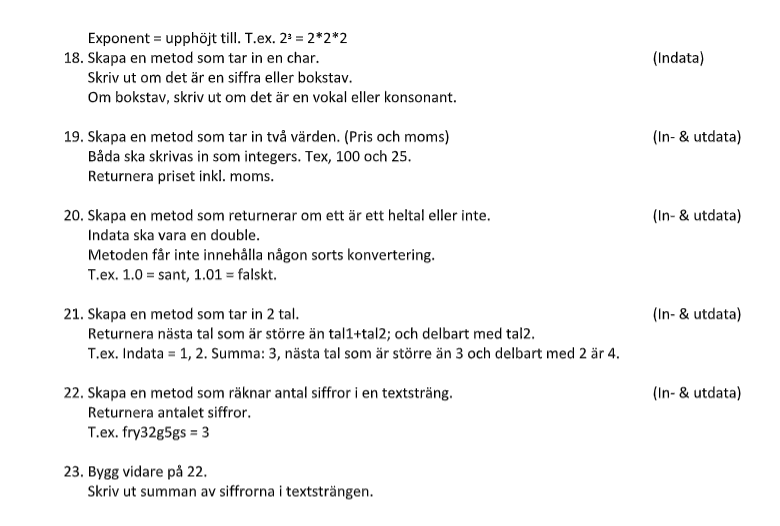 Exponent = upphöjt till. T.ex. 2³ = 2*2*2
18. Skapa en metod som tar in en char. (Indata)
Skriv ut om det är en siffra eller bokstav.
Om bokstav, skriv ut om det är en vokal eller konsonant.
19. Skapa en metod som tar in två värden. (Pris och moms) (In- & utdata)
Båda ska skrivas in som integers. Tex, 100 och 25.
Returnera priset inkl. moms.
20. Skapa en metod som returnerar om ett är ett heltal eller inte. (In- & utdata)
Indata ska vara en double.
Metoden får inte innehålla någon sorts konvertering.
T.ex. 1.0 = sant, 1.01 = falskt.
21. Skapa en metod som tar in 2 tal. (In- & utdata)
Returnera nästa tal som är större än tal1+tal2; och delbart med tal2.
T.ex. Indata = 1, 2. Summa: 3, nästa tal som är större än 3 och delbart med 2 är 4.
22. Skapa en metod som räknar antal siffror i en textsträng. (In- & utdata)
Returnera antalet siffror.
T.ex. fry32g5gs = 3
23. Bygg vidare på 22.
Skriv ut summan av siffrorna i textsträngen.